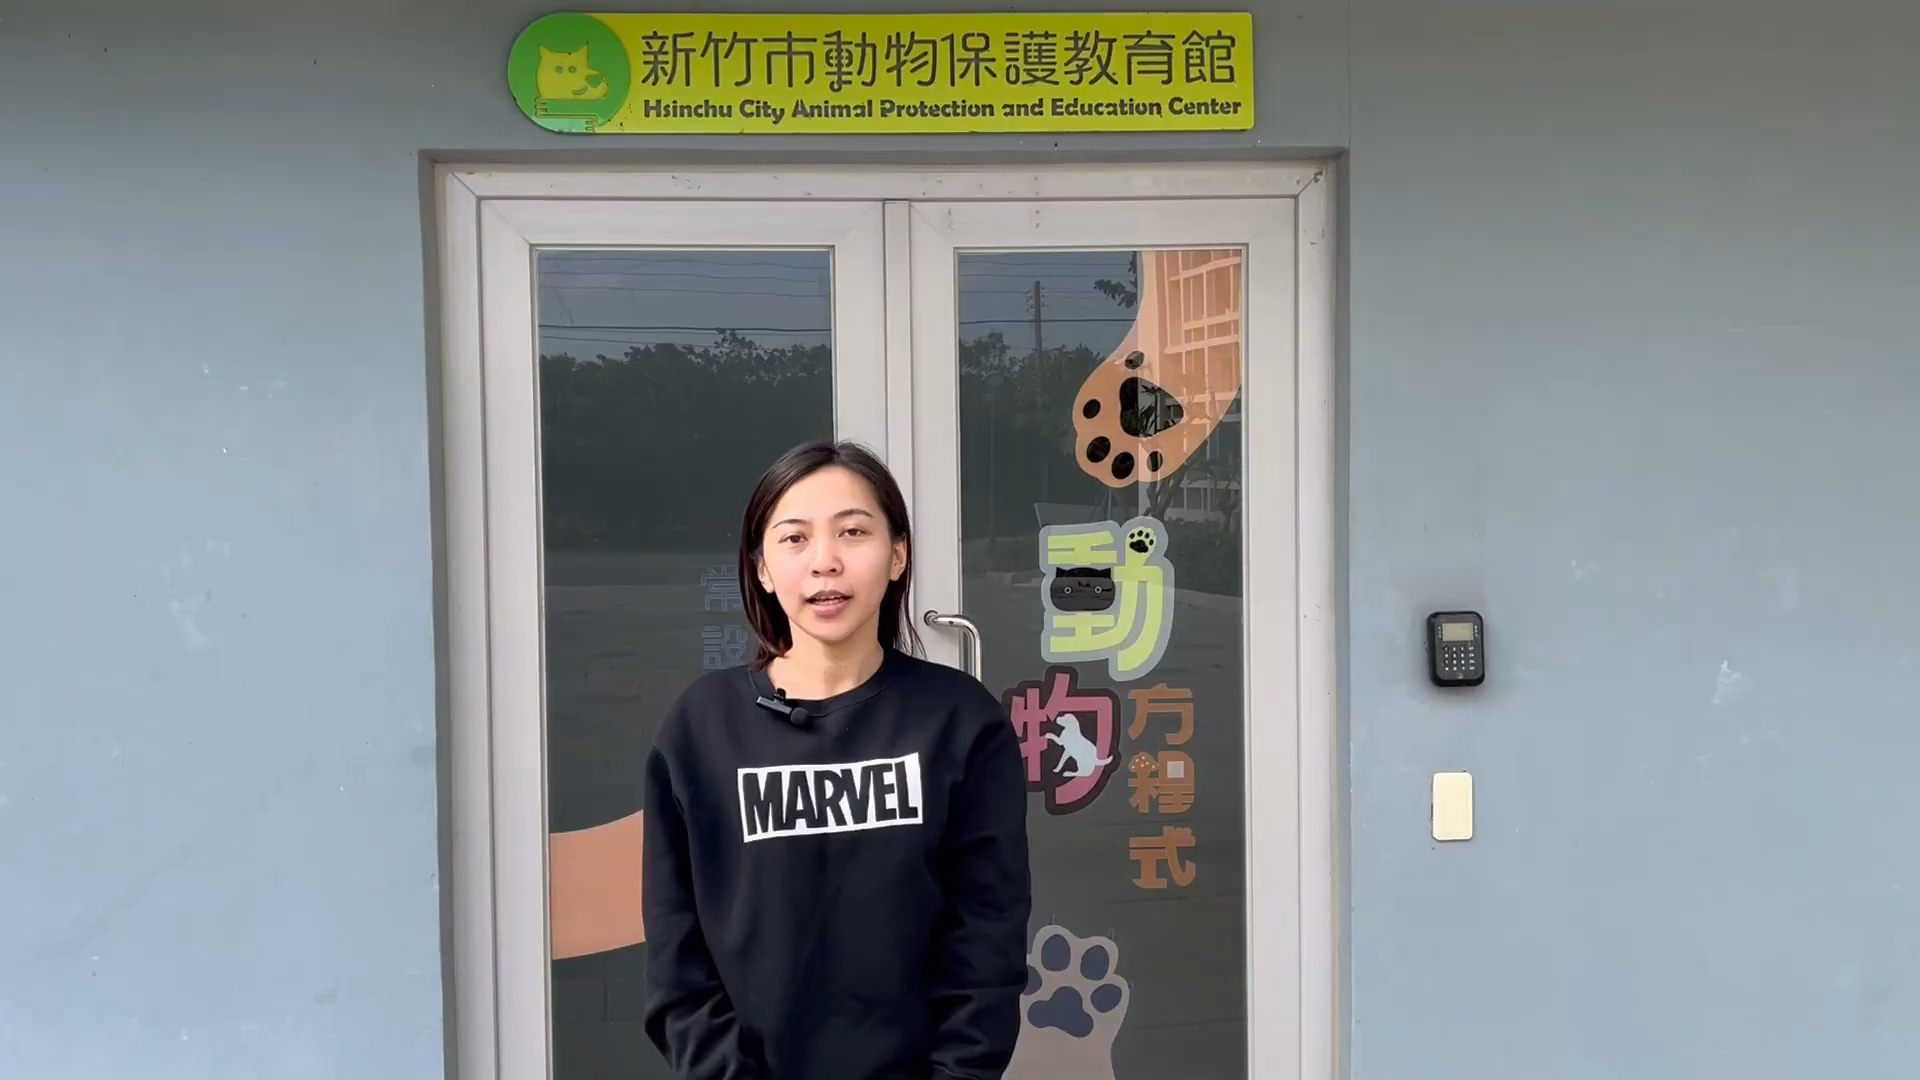 新竹市動物保護教育館
Hsinchu City Animal Protection and Education Center
常設
動物
方程式
MARVEL